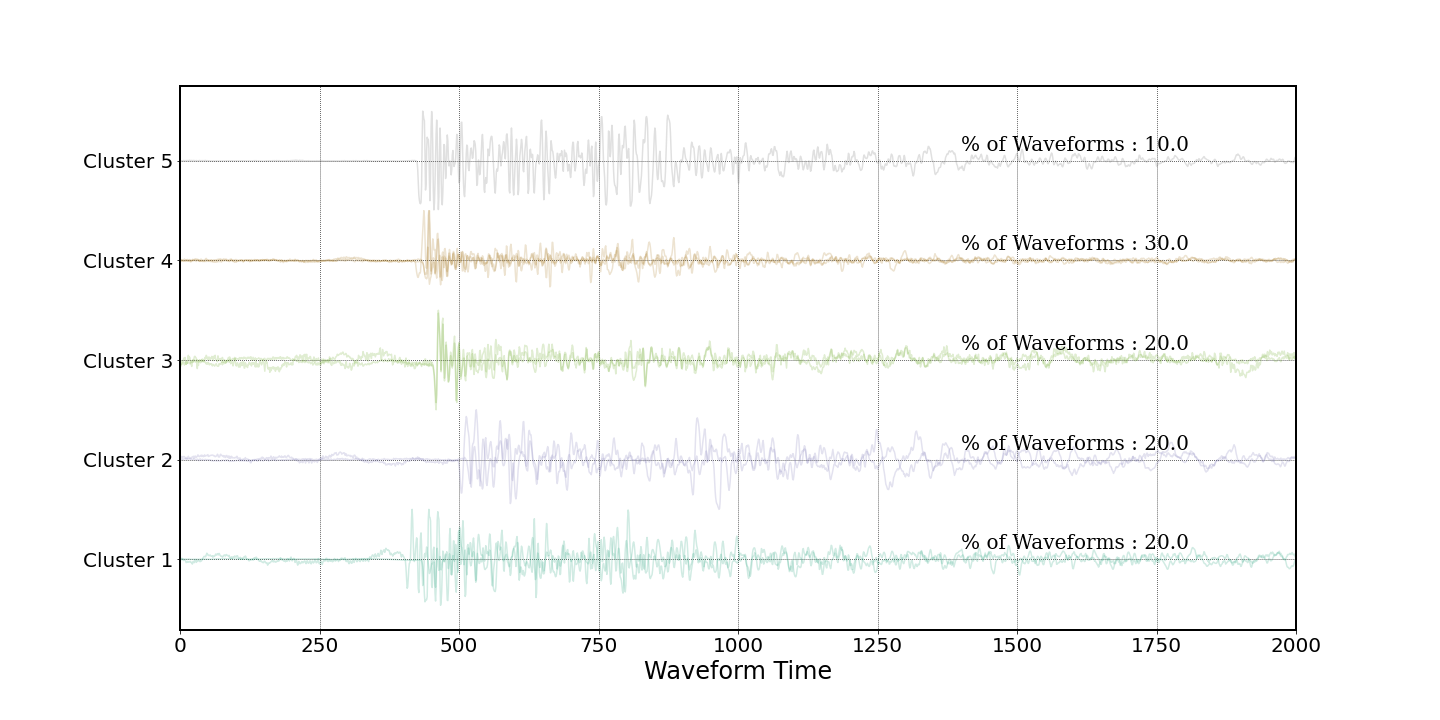 Cluster 5
% of Waveforms : 10.0
Cluster 4
% of Waveforms : 30.0
Cluster 3
% of Waveforms : 20.0
Cluster 2
% of Waveforms : 20.0
Cluster 1
% of Waveforms : 20.0
0 250 500 750 1000 1250 1500 1750 2000
Waveform Time